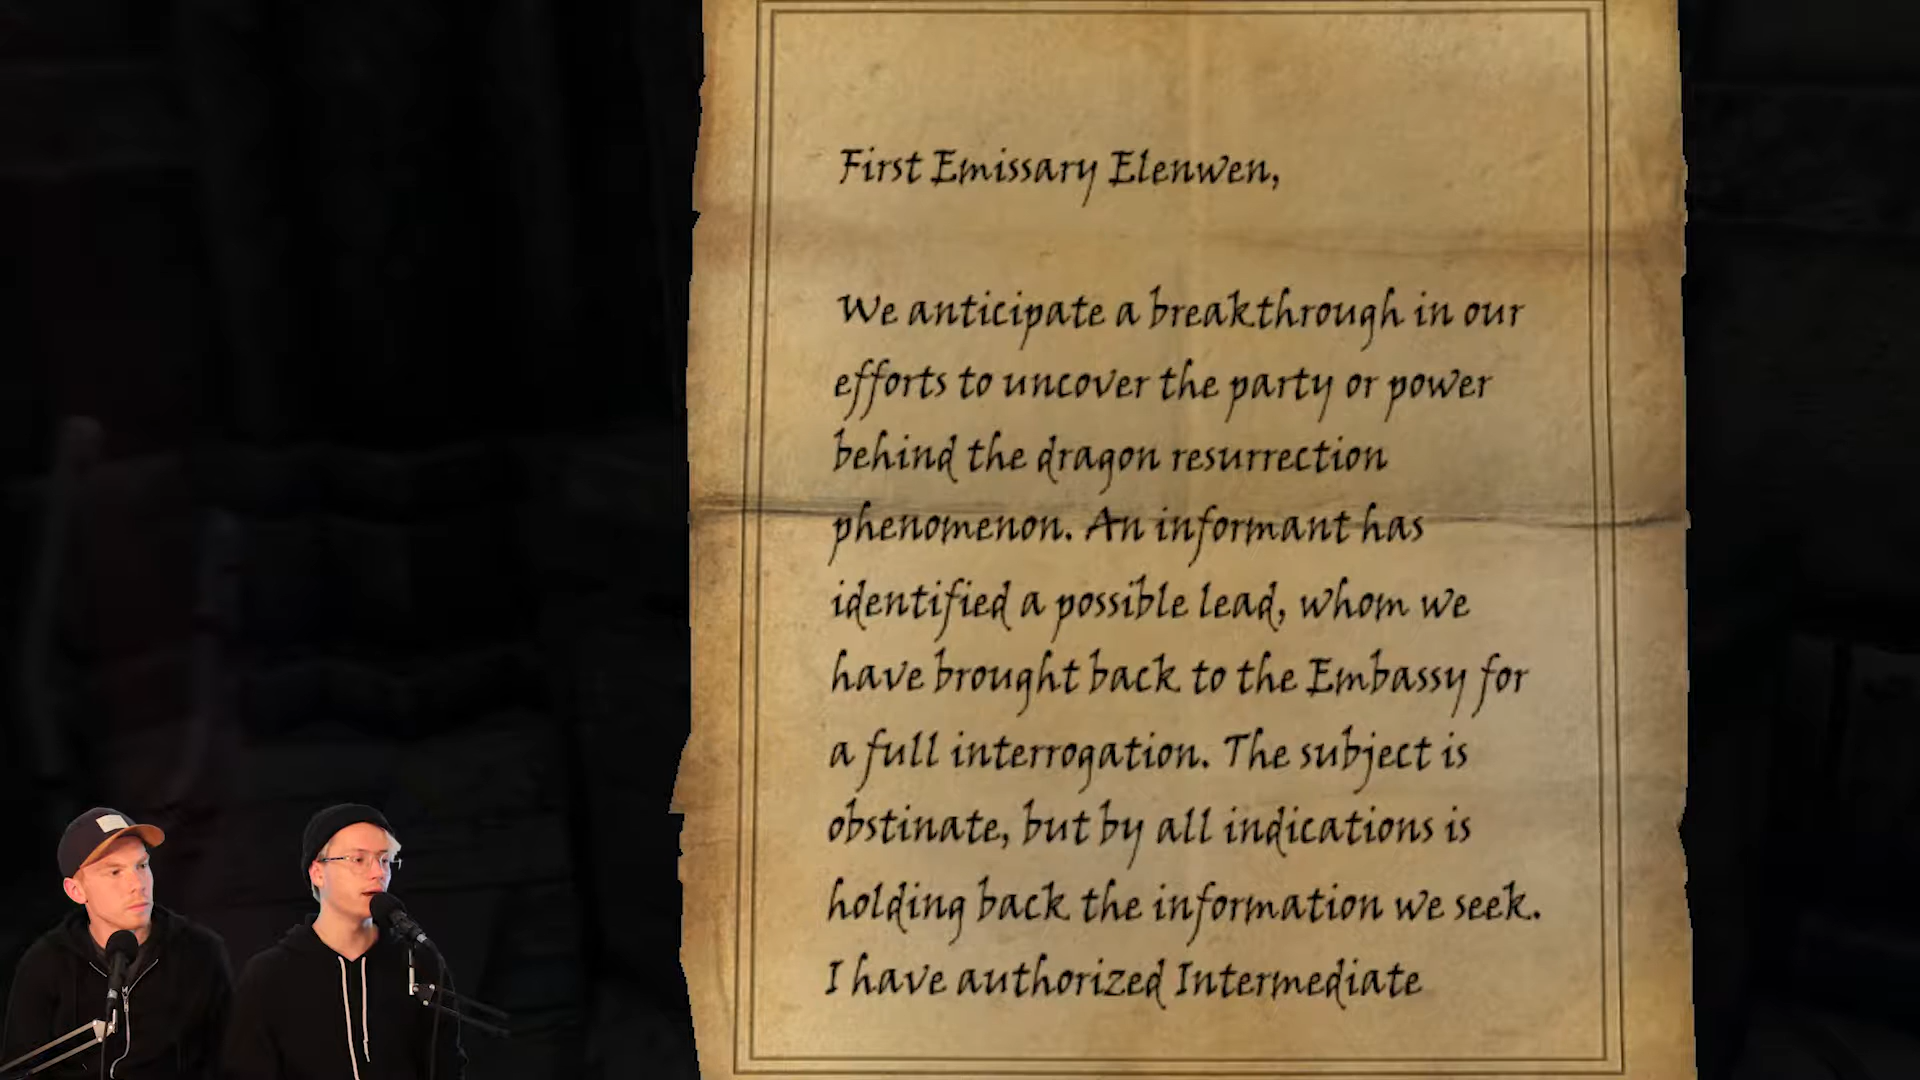 First Emissary Elenwen,
We anticipate a breakthrough in our
efforts to uncover the party or power
behind the dragon resurrection
phenomenon. An informant has
identified a possible lead, whom we
have brought back to the Embassy for
a full interrogation. The subject is
obstinate, but by all indications is
holding back the information we seek.
I have authorized Intermediate